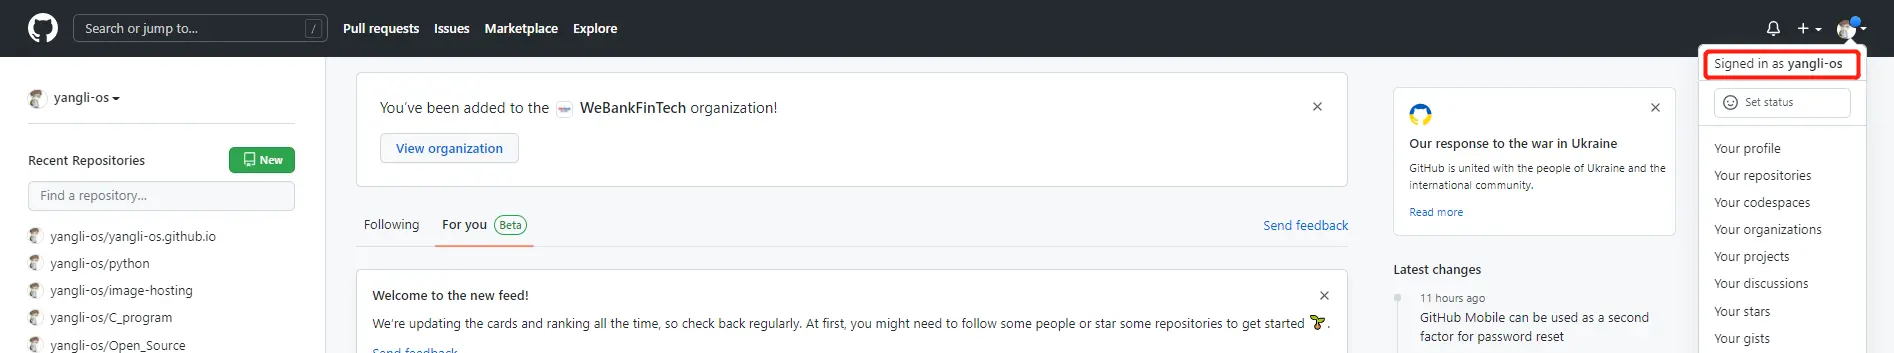 Search or jump to...
/
Pull requests
Issues
Marketplace
Explore
Signed in as yangli-os
Set status
Your profile
Your repositories
Your codespaces
Your organizations
Your projects
Your discussions
Your stars
Your gists
yangli-os
Recent Repositories
New
Find a repository...
yangli-os/yangli-os.github.io
yangli-os/python
yangli-os/image-hosting
yangli-os/C_program
yangli-os/Open_Source
You've been added to the WeBankFinTech organization!
View organization
Following
For you
Beta
Send feedback
Welcome to the new feed!
We're updating the cards and ranking all the time, so check back regularly. At first, you might need to follow some people or star some repositories to get started 🌱.
Send feedback
Our response to the war in Ukraine
GitHub is united with the people of Ukraine and the
international community.
Read more
Latest changes
11 hours ago
GitHub Mobile can be used as a second
factor for password reset